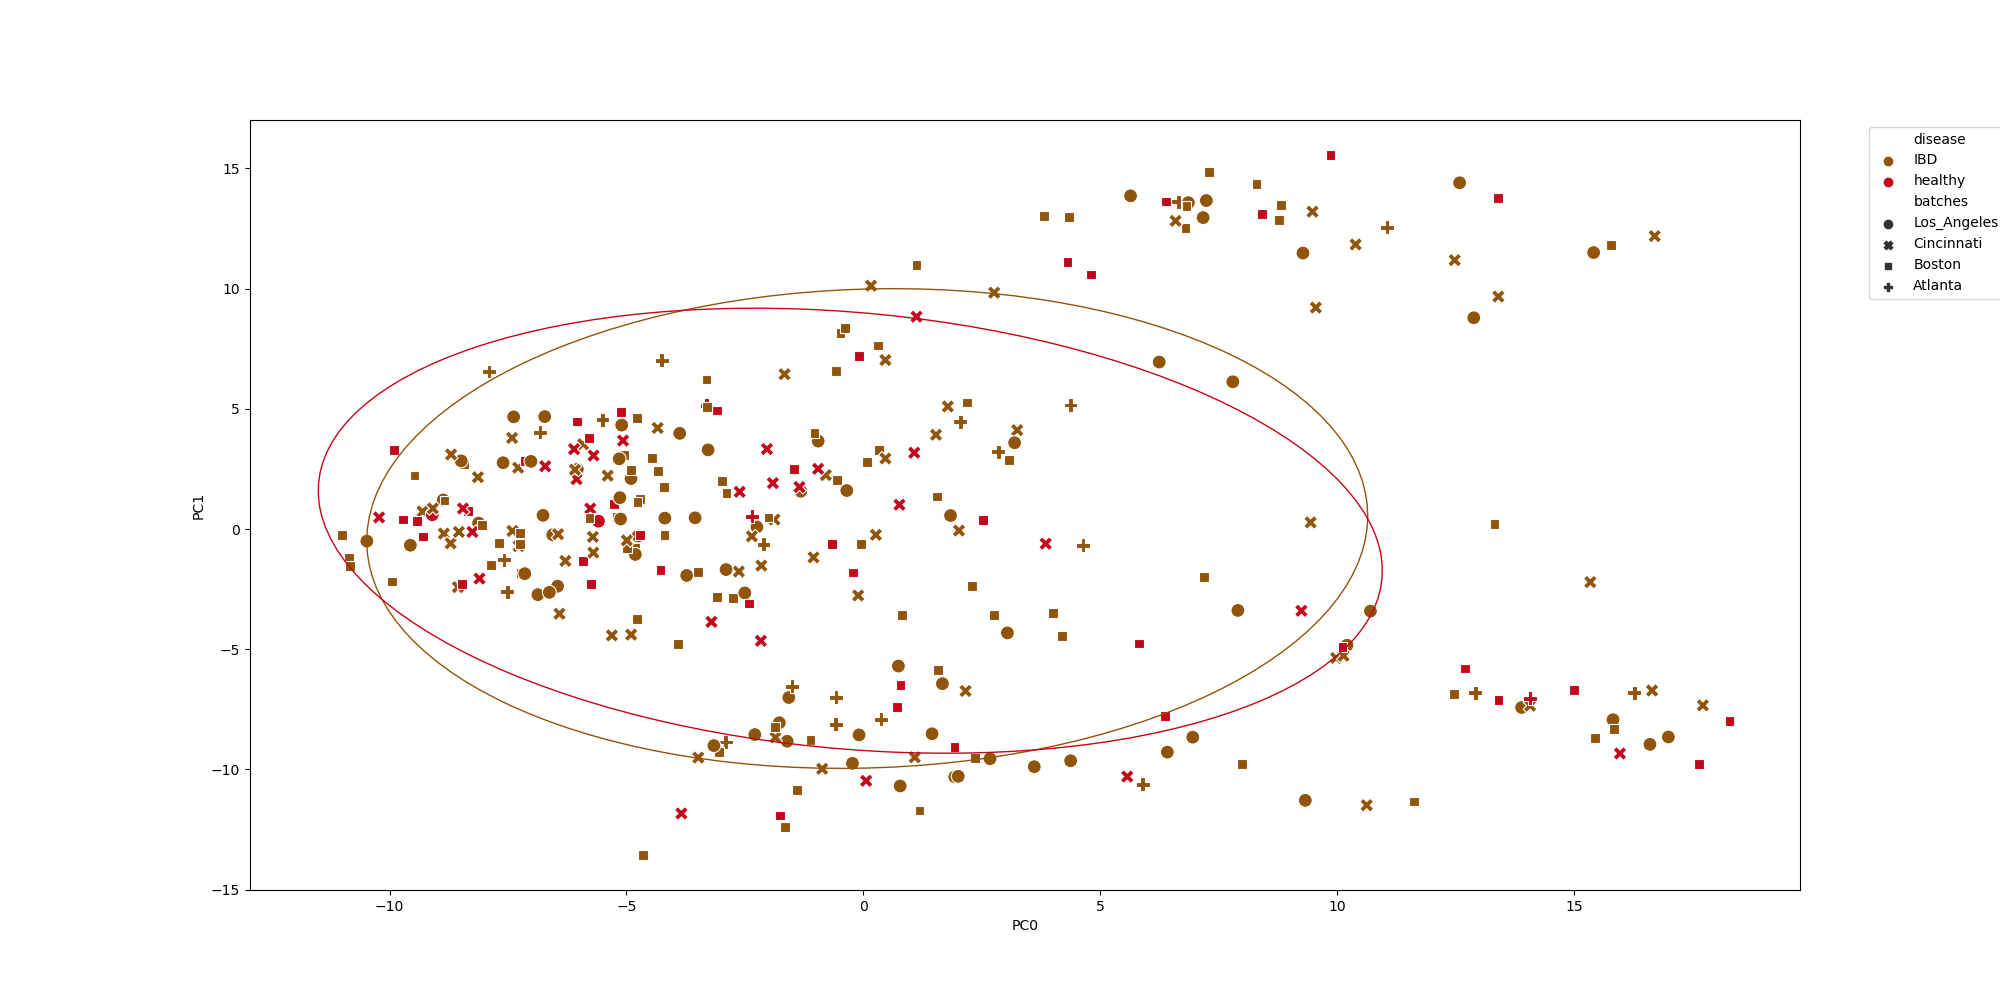 disease
IBD
healthy
batches
Los_Angeles
Cincinnati
Boston
Atlanta
15
10
5
0
−5
−10
−15
PC1
−10
−5
0
5
10
15
PC0